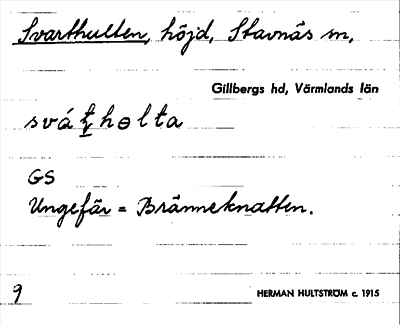 Svarthulten, höjd, Stavnäs sn,
Gillbergs hd, Värmlands län
svátholta
GS
Ungefär = Bränneknatten.
9
HERMAN HULTSTRÖM c. 1915